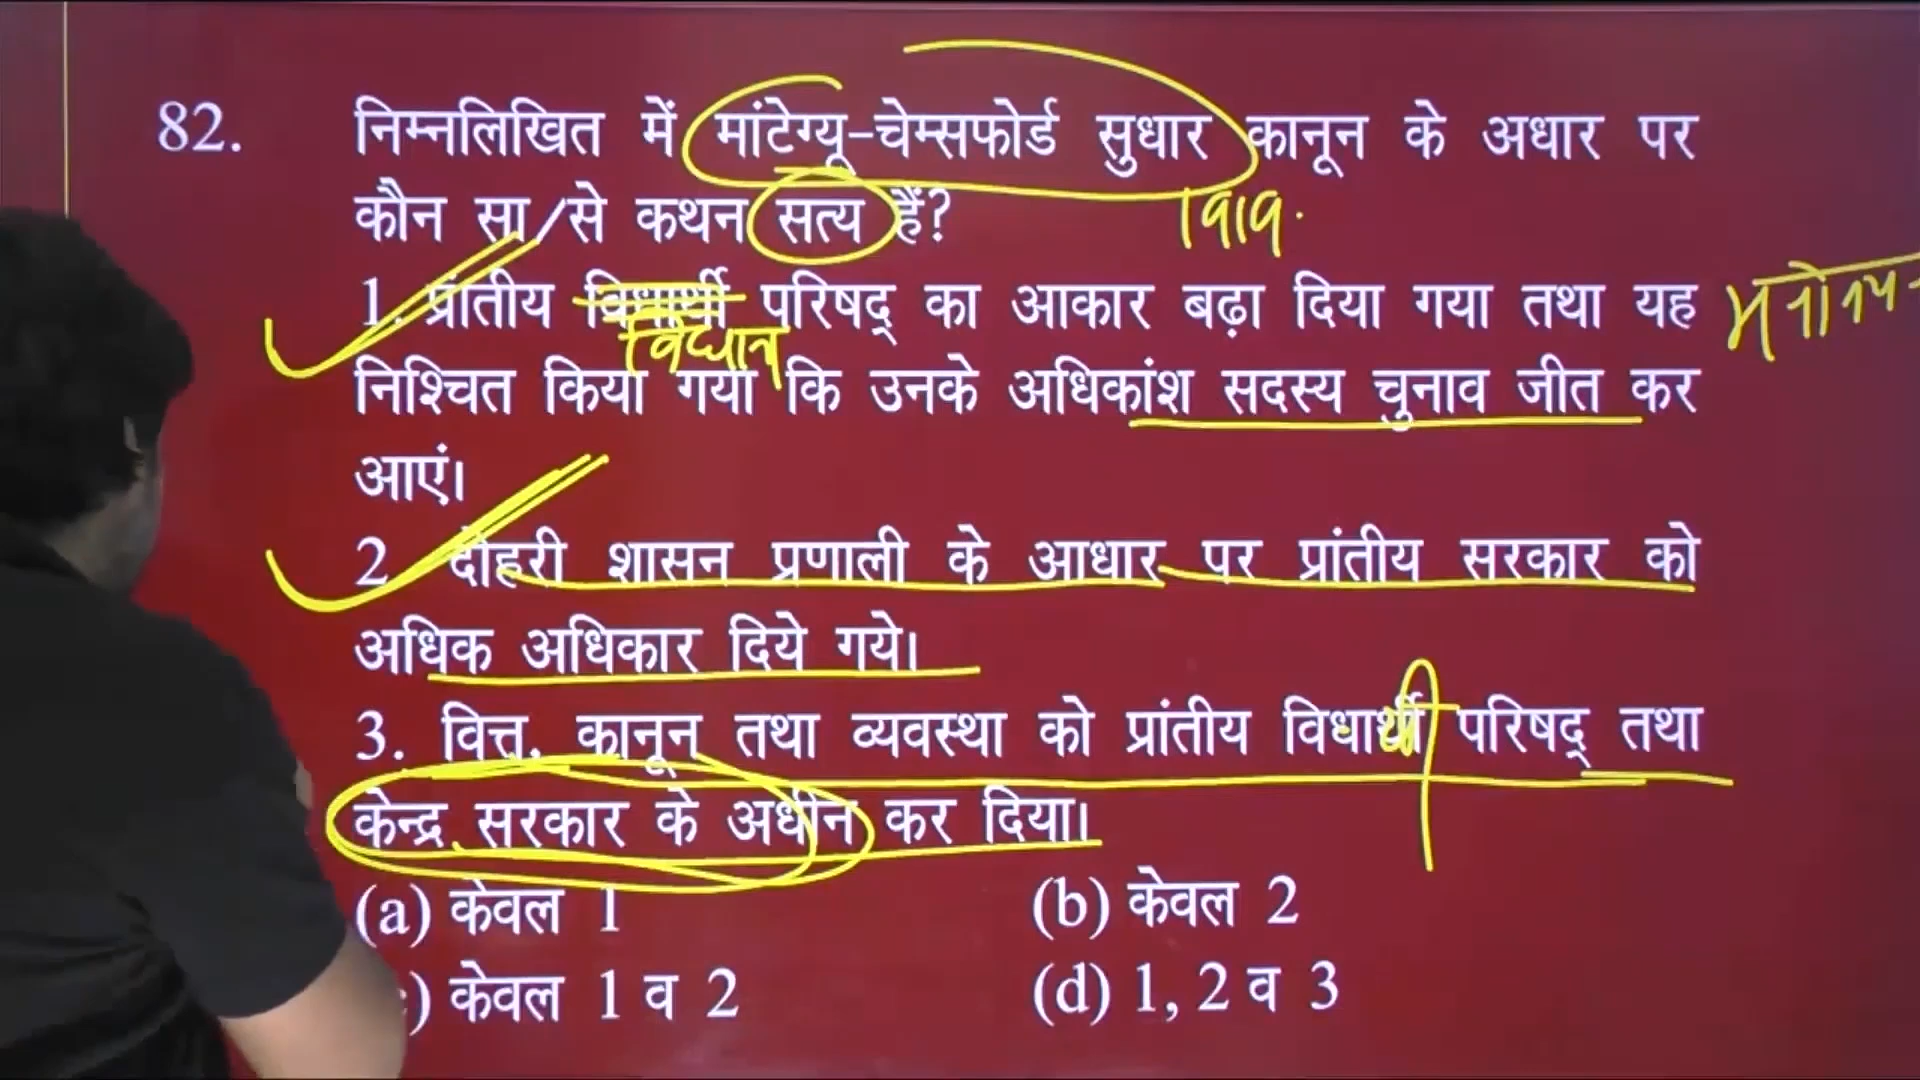 82. निम्नलिखित में मांटेग्यू-चेम्सफोर्ड सुधार कानून के अधार पर
कौन सा/से कथन सत्य हैं?
1919.
1. प्रांतीय विधार्थी परिषद् का आकार बढ़ा दिया गया तथा यह
विधान
निश्चित किया गया कि उनके अधिकांश सदस्य चुनाव जीत कर
आएं।
2. दोहरी शासन प्रणाली के आधार पर प्रांतीय सरकार को
अधिक अधिकार दिये गये।
3. वित्त, कानून तथा व्यवस्था को प्रांतीय विधार्थी परिषद् तथा
केन्द्र सरकार के अधीन कर दिया।
(a) केवल 1 (b) केवल 2
) केवल 1 व 2 (d) 1, 2 व 3